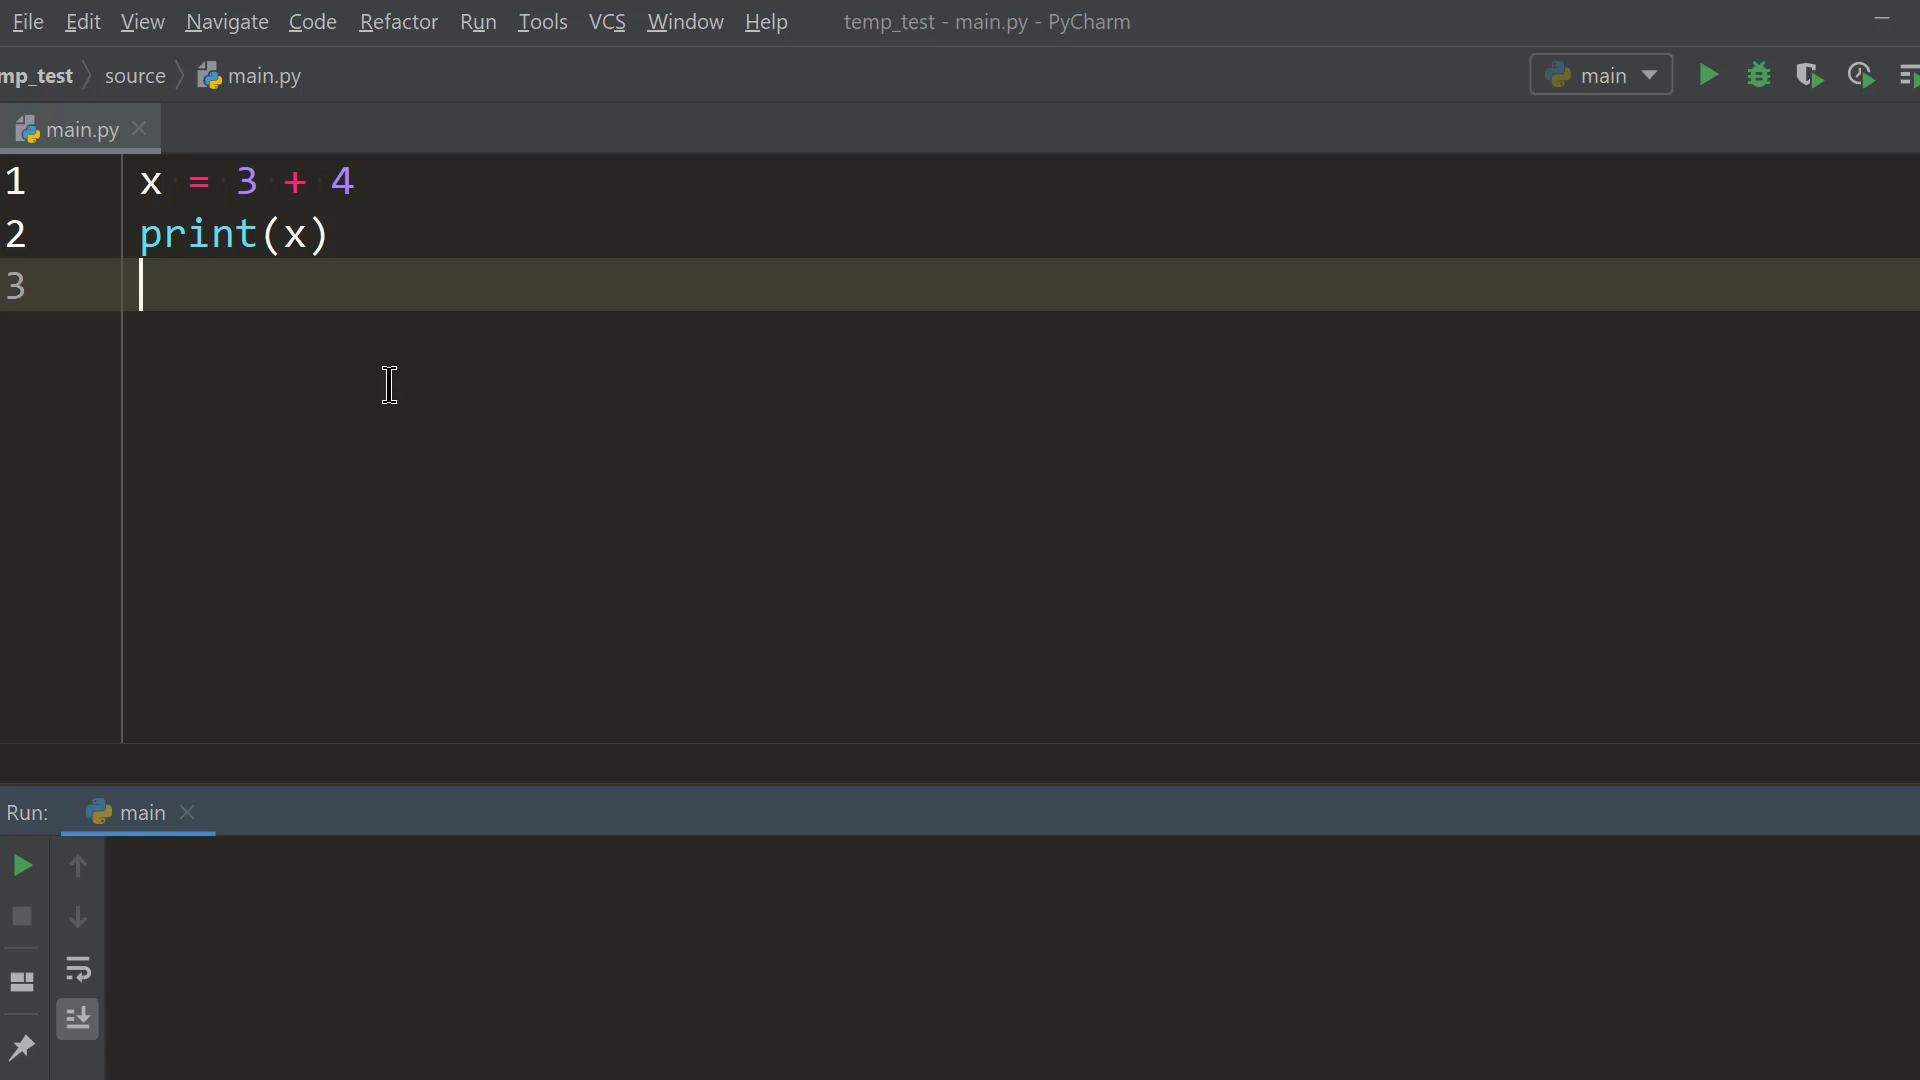 File Edit View Navigate Code Refactor Run Tools VCS Window Help temp_test - main.py - PyCharm
mp_test source main.py main
main.py
1 x = 3 + 4
2 print(x)
3
Run: main